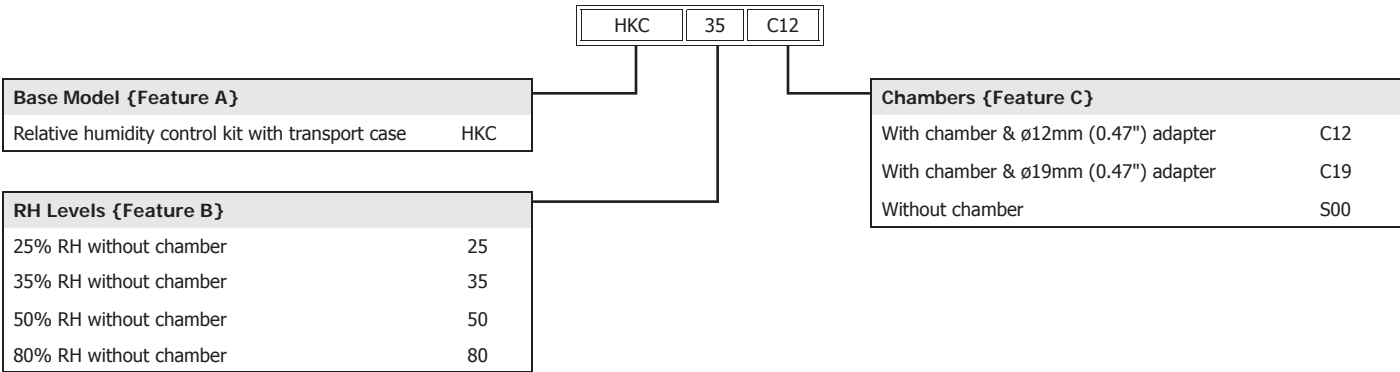 HKC 35 C12
Base Model {Feature A}
Relative humidity control kit with transport case HKC
RH Levels {Feature B}
25% RH without chamber 25
35% RH without chamber 35
50% RH without chamber 50
80% RH without chamber 80
Chambers {Feature C}
With chamber & ø12mm (0.47") adapter C12
With chamber & ø19mm (0.47") adapter C19
Without chamber S00